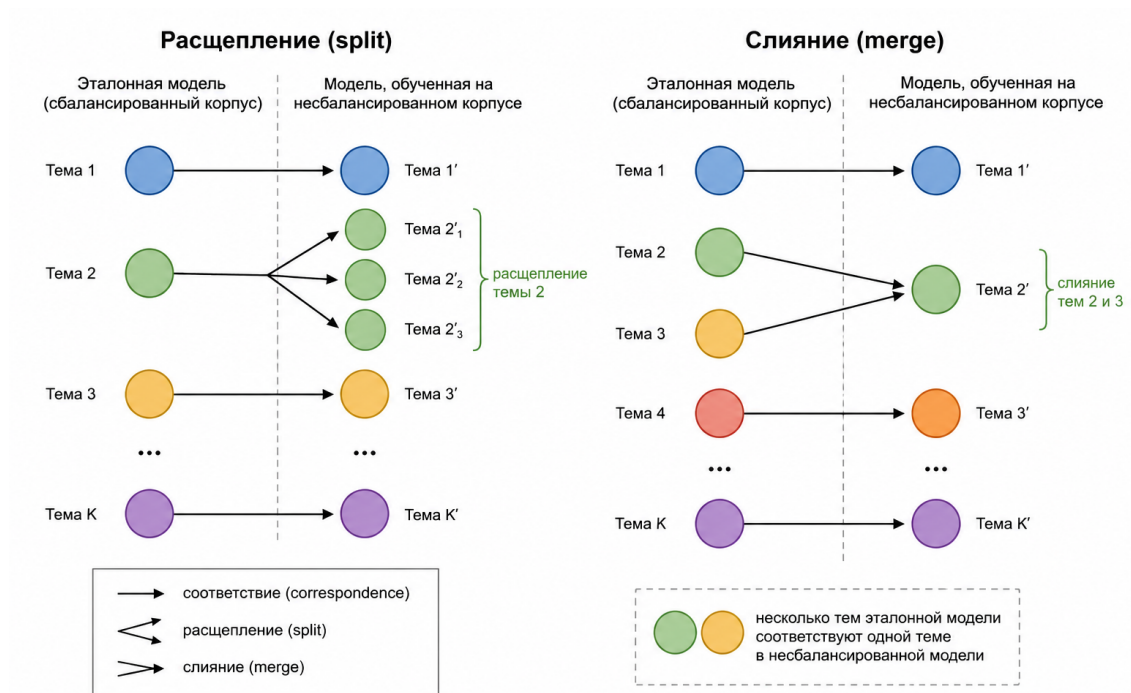 Расщепление (split)
Эталонная модель
(сбалансированный корпус)
Модель, обученная на
несбалансированном корпусе
Тема 1
Тема 1′
Тема 2
Тема 2′₁
Тема 2′₂
Тема 2′₃
расщепление
темы 2
Тема 3
Тема 3′
...
...
Тема K
Тема K′
соответствие (correspondence)
расщепление (split)
слияние (merge)
Слияние (merge)
Эталонная модель
(сбалансированный корпус)
Модель, обученная на
несбалансированном корпусе
Тема 1
Тема 1′
Тема 2
Тема 3
Тема 2′
слияние
тем 2 и 3
Тема 4
Тема 3′
...
...
Тема K
Тема K′
несколько тем эталонной модели
соответствуют одной теме
в несбалансированной модели